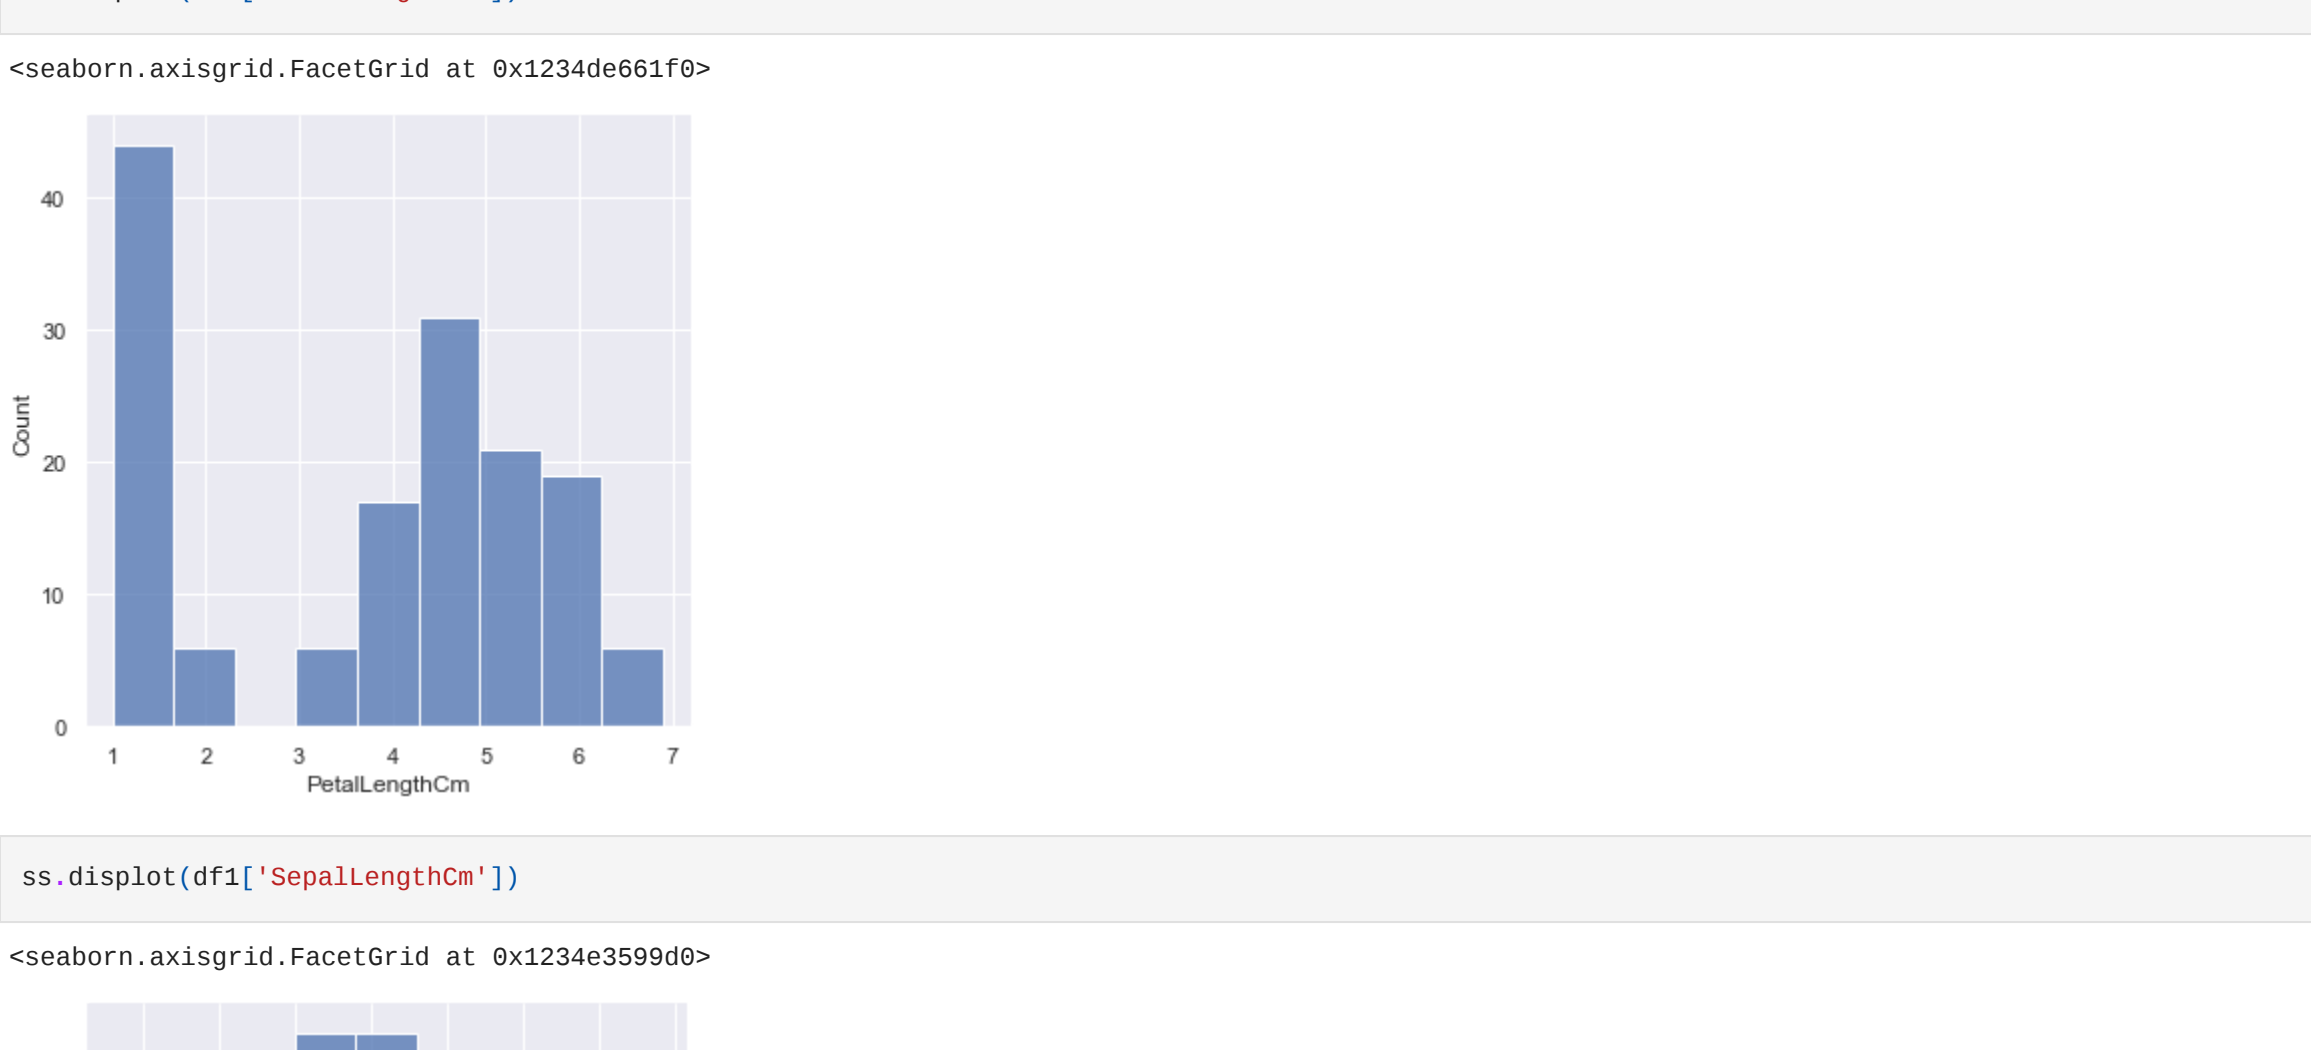 <seaborn.axisgrid.FacetGrid at 0x1234de661f0>
40
30
Count
20
10
0
1 2 3 4 5 6 7
PetalLengthCm
ss.displot(df1['SepalLengthCm'])
<seaborn.axisgrid.FacetGrid at 0x1234e3599d0>